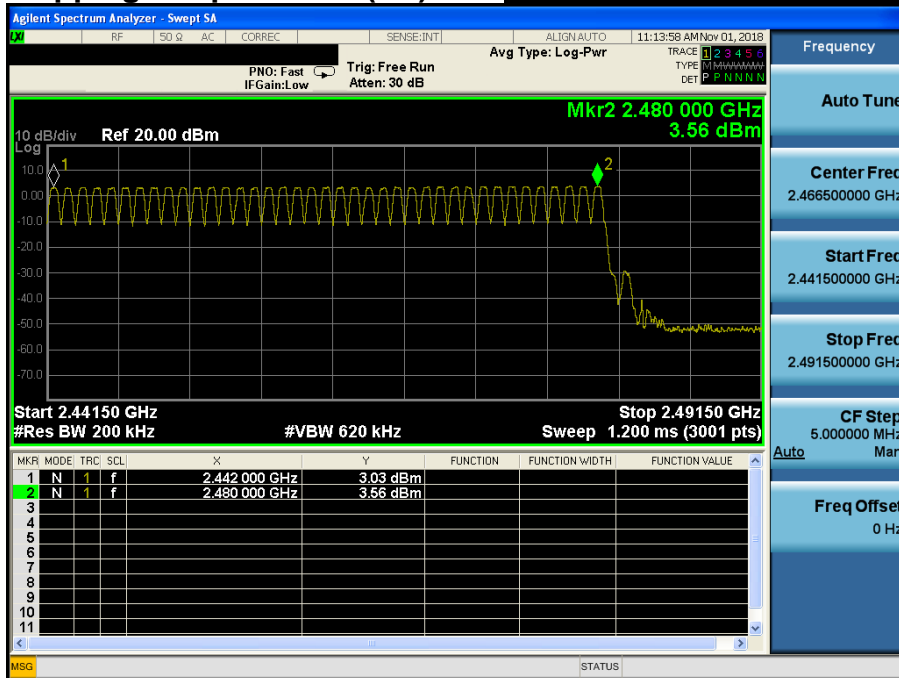 Agilent Spectrum Analyzer - Swept SA
LXI RF 50 Ω AC CORREC SENSE:INT ALIGN AUTO 11:13:58 AM Nov 01, 2018
Avg Type: Log-Pwr
TRACE 1 2 3 4 5 6
PNO: Fast Trig: Free Run
TYPE M
IFGain:Low Atten: 30 dB
DET P P N N N N
Mkr2 2.480 000 GHz
3.56 dBm
10 dB/div Ref 20.00 dBm
Log
1
2
10.0
0.00
-10.0
-20.0
-30.0
-40.0
-50.0
-60.0
-70.0
Start 2.44150 GHz Stop 2.49150 GHz
#Res BW 200 kHz #VBW 620 kHz Sweep 1.200 ms (3001 pts)
MKR MODE TRC SCL X Y FUNCTION FUNCTION WIDTH FUNCTION VALUE
1 N 1 f 2.442 000 GHz 3.03 dBm
2 N 1 f 2.480 000 GHz 3.56 dBm
3
4
5
6
7
8
9
10
11
MSG STATUS
Frequency
Auto Tune
Center Freq
2.466500000 GHz
Start Freq
2.441500000 GHz
Stop Freq
2.491500000 GHz
CF Step
5.000000 MHz
Auto Man
Freq Offset
0 Hz